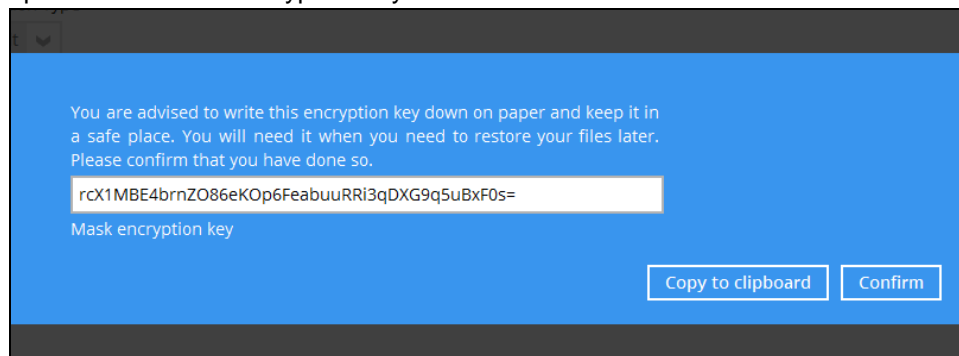 You are advised to write this encryption key down on paper and keep it in
a safe place. You will need it when you need to restore your files later.
Please confirm that you have done so.
rcX1MBE4brnZO86eKOp6FeabuuRRi3qDXG9q5uBxF0s=
Mask encryption key
Copy to clipboard Confirm